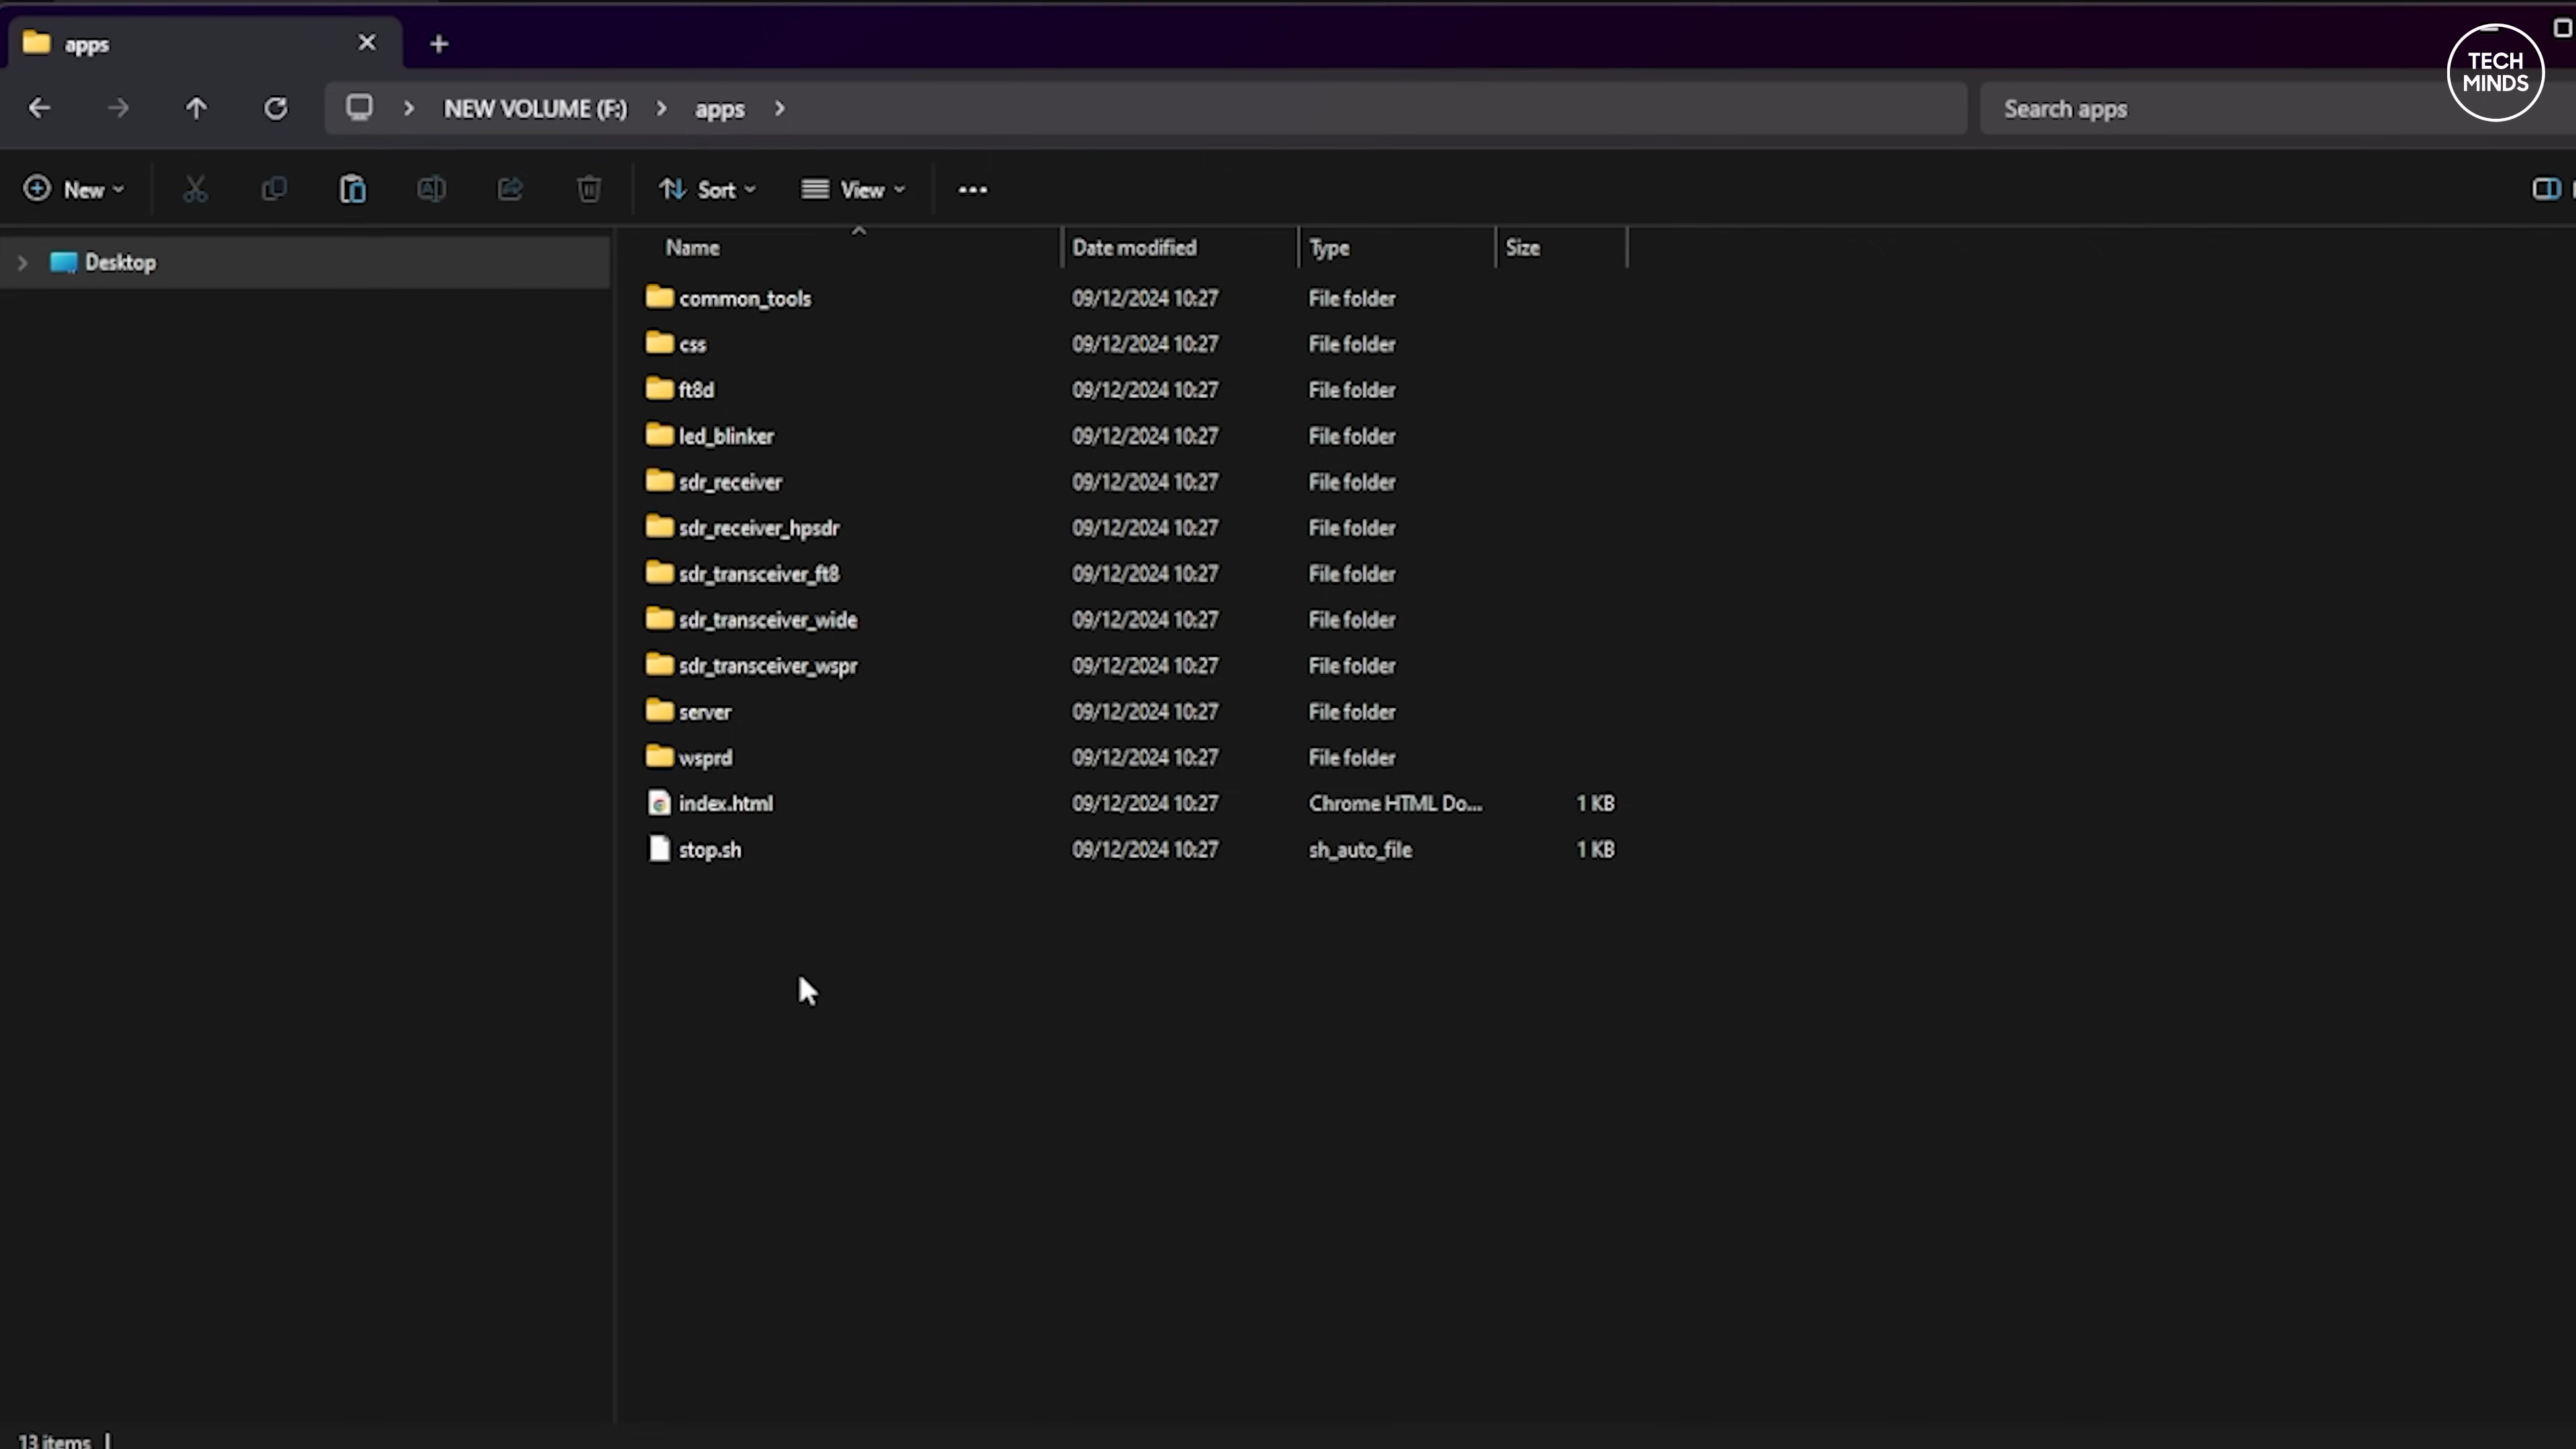 apps
TECH
MINDS
NEW VOLUME (F:)
apps
Search apps
New
Sort
View
Desktop
Name Date modified Type Size
common_tools 09/12/2024 10:27 File folder
css 09/12/2024 10:27 File folder
ft8d 09/12/2024 10:27 File folder
led_blinker 09/12/2024 10:27 File folder
sdr_receiver 09/12/2024 10:27 File folder
sdr_receiver_hpsdr 09/12/2024 10:27 File folder
sdr_transceiver_ft8 09/12/2024 10:27 File folder
sdr_transceiver_wide 09/12/2024 10:27 File folder
sdr_transceiver_wspr 09/12/2024 10:27 File folder
server 09/12/2024 10:27 File folder
wsprd 09/12/2024 10:27 File folder
index.html 09/12/2024 10:27 Chrome HTML Do... 1 KB
stop.sh 09/12/2024 10:27 sh_auto_file 1 KB
13 items